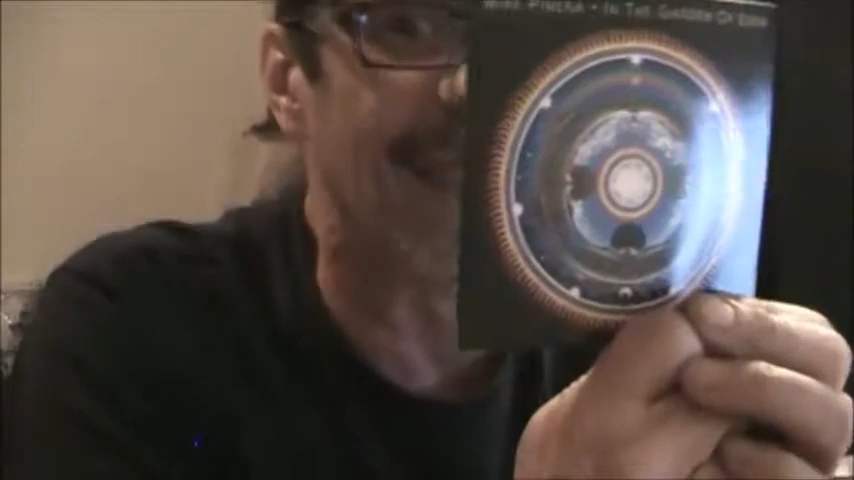 MIKE PINERA • IN THE GARDEN OF EDEN